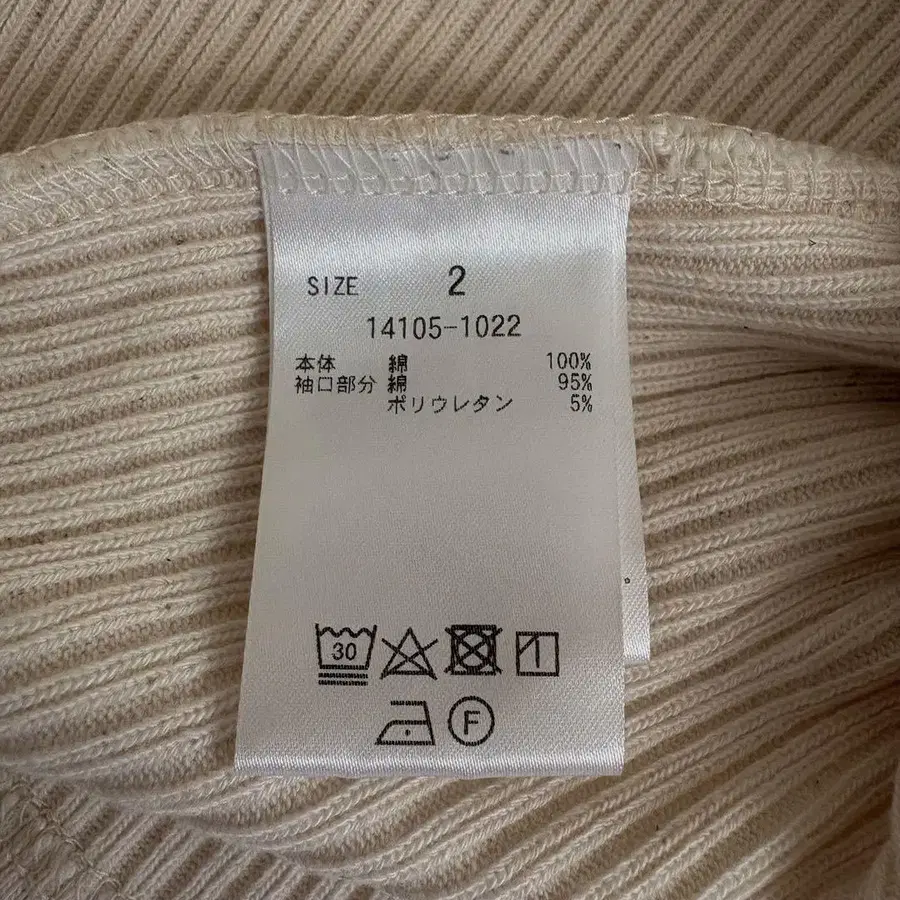 SIZE 2
14105-1022
本体 綿 100%
袖口部分 綿 95%
ポリウレタン 5%
30
F